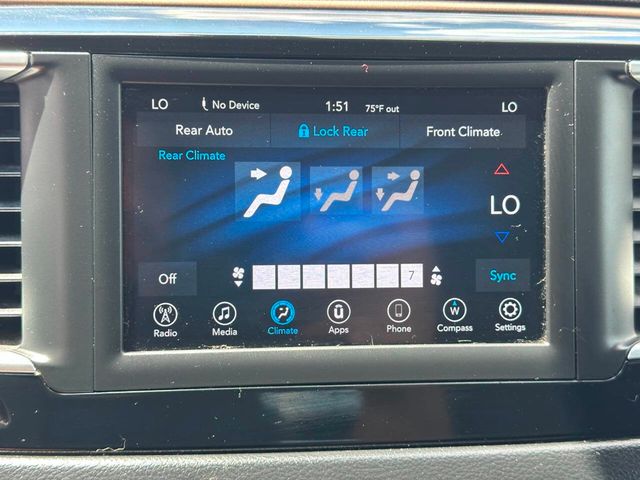 LO No Device 1:51 75°F out LO
Rear Auto Lock Rear Front Climate
Rear Climate
LO
Off 7 Sync
Radio Media Climate Apps Phone W Compass Settings